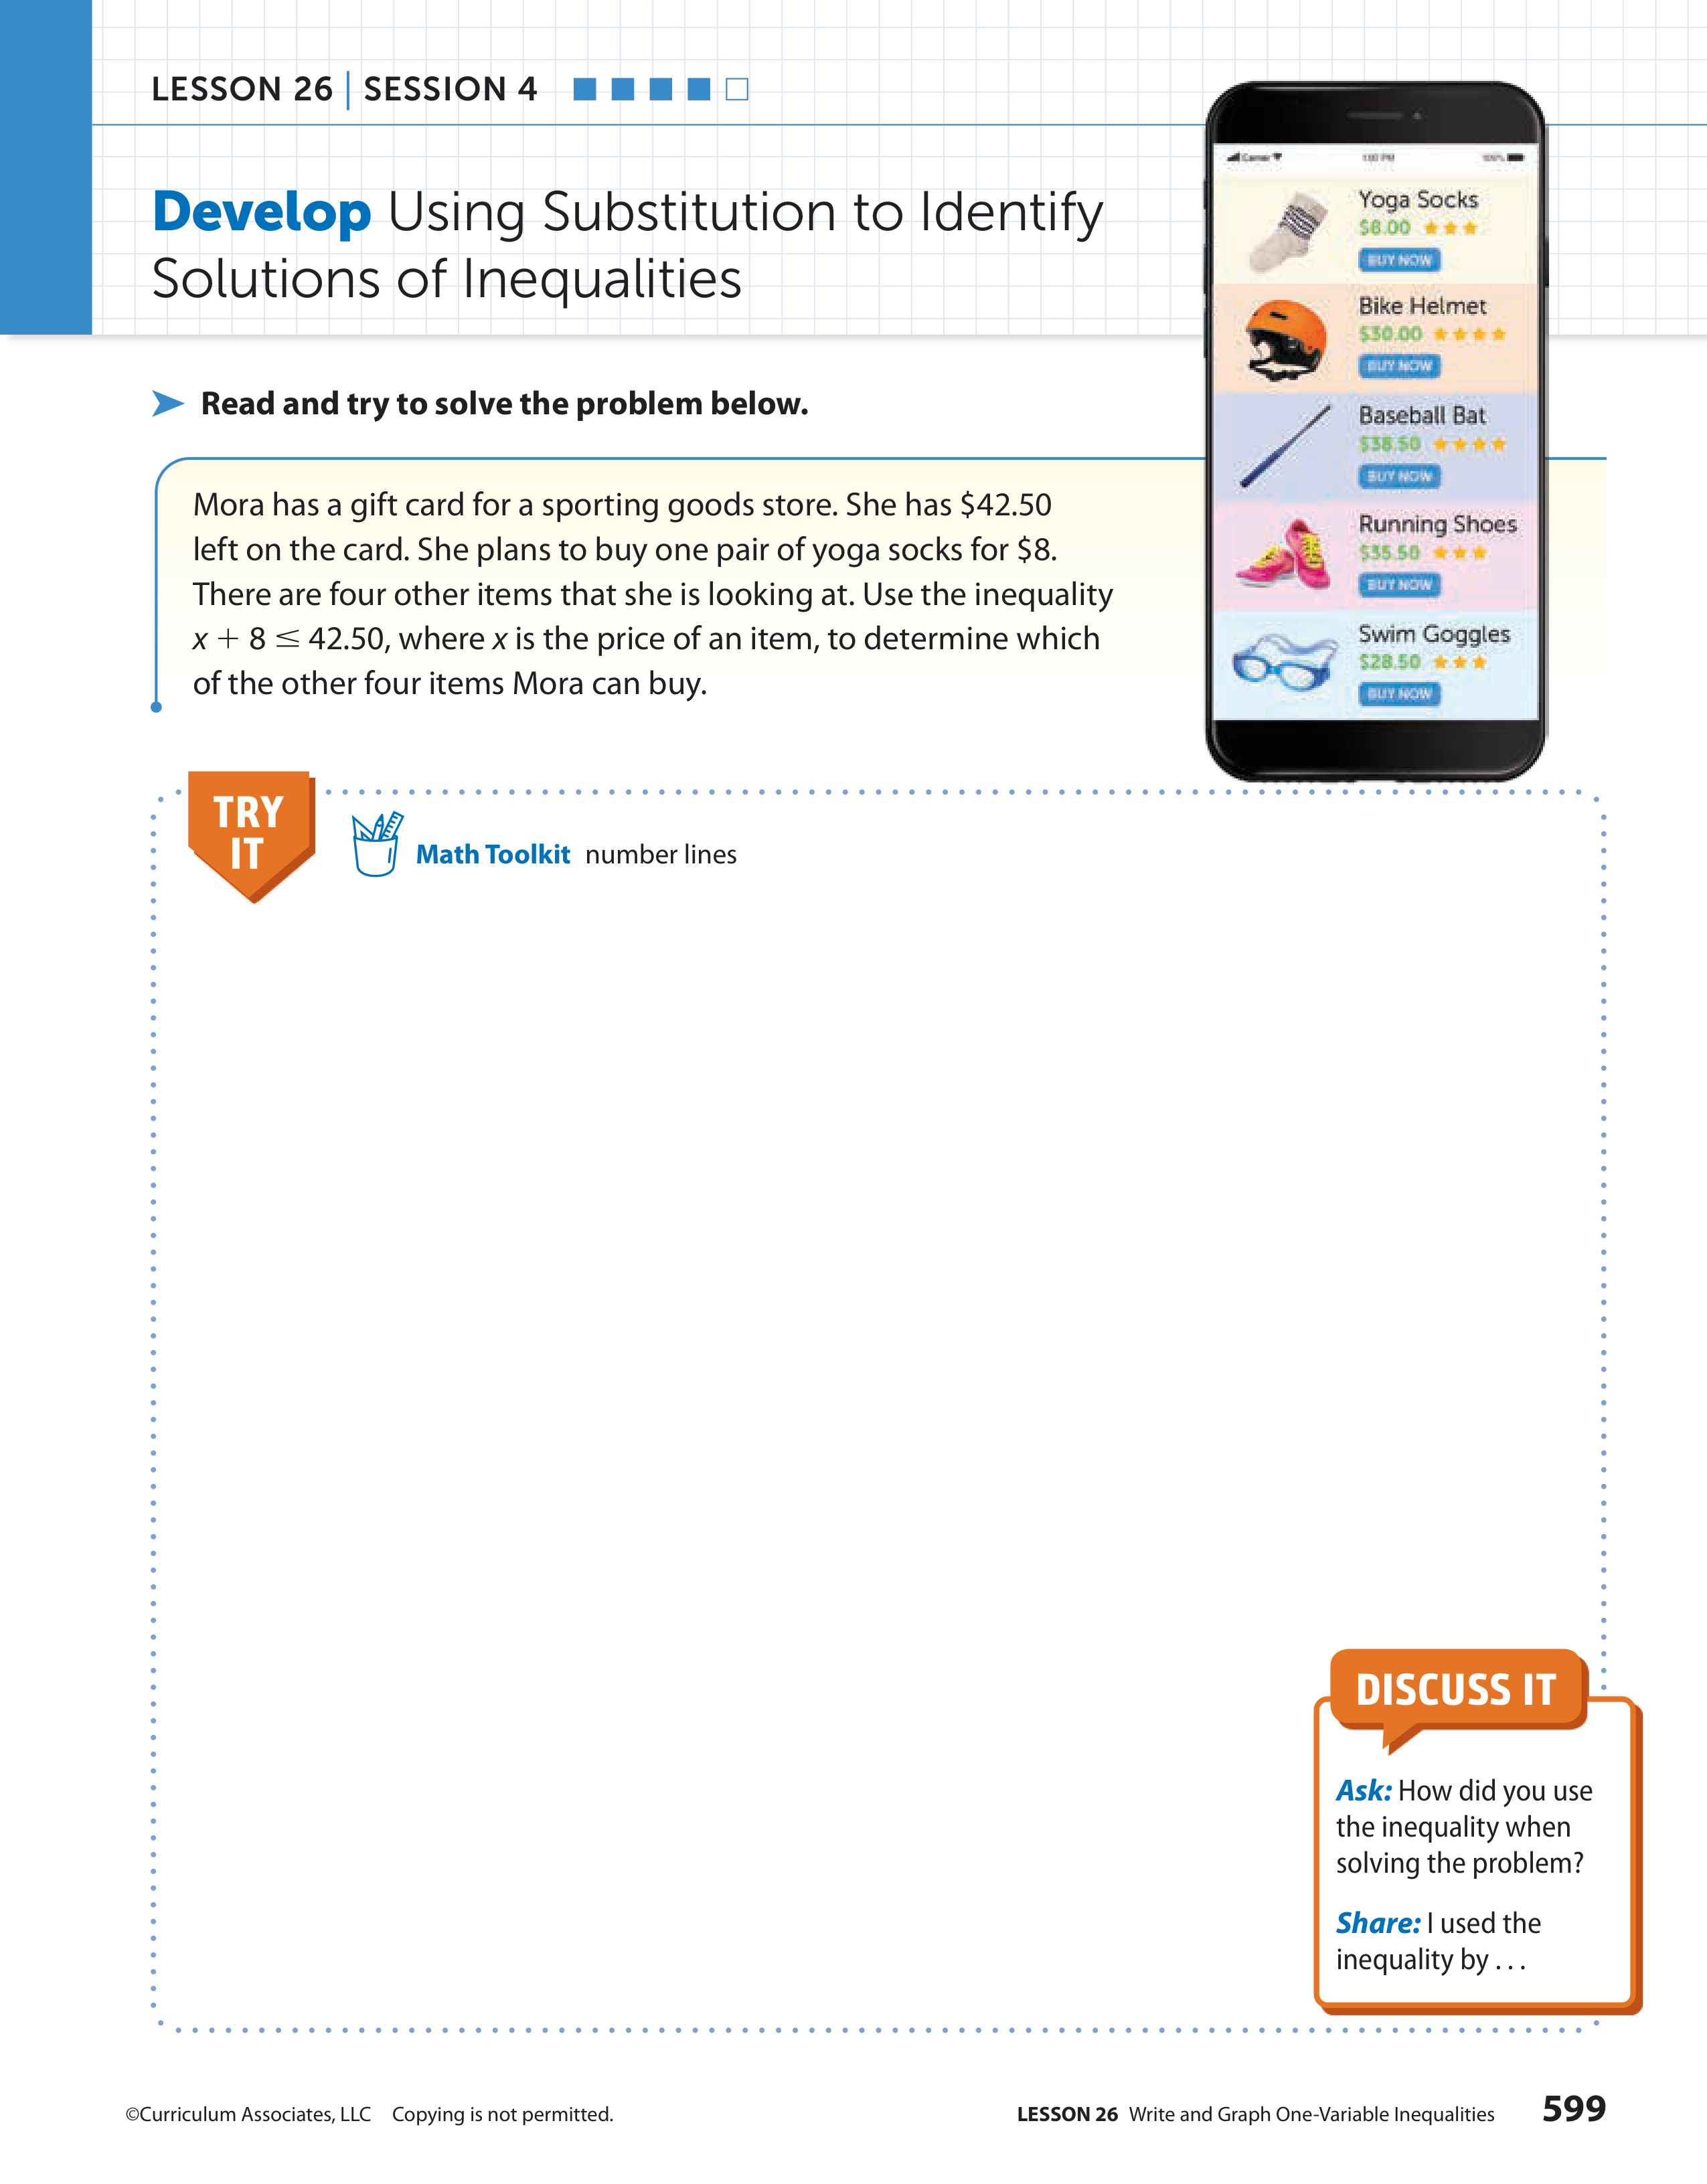 LESSON 26 | SESSION 4
Develop Using Substitution to Identify
Solutions of Inequalities
Carrier
1:00 PM
100%
Yoga Socks
$8.00
BUY NOW
Bike Helmet
$30.00
BUY NOW
Baseball Bat
$38.50
BUY NOW
Running Shoes
$35.50
BUY NOW
Swim Goggles
$28.50
BUY NOW
Read and try to solve the problem below.
Mora has a gift card for a sporting goods store. She has $42.50
left on the card. She plans to buy one pair of yoga socks for $8.
There are four other items that she is looking at. Use the inequality
x + 8 ≤ 42.50, where x is the price of an item, to determine which
of the other four items Mora can buy.
TRY
IT
Math Toolkit number lines
DISCUSS IT
Ask: How did you use
the inequality when
solving the problem?
Share: I used the
inequality by . . .
©Curriculum Associates, LLC Copying is not permitted.
LESSON 26 Write and Graph One-Variable Inequalities 599